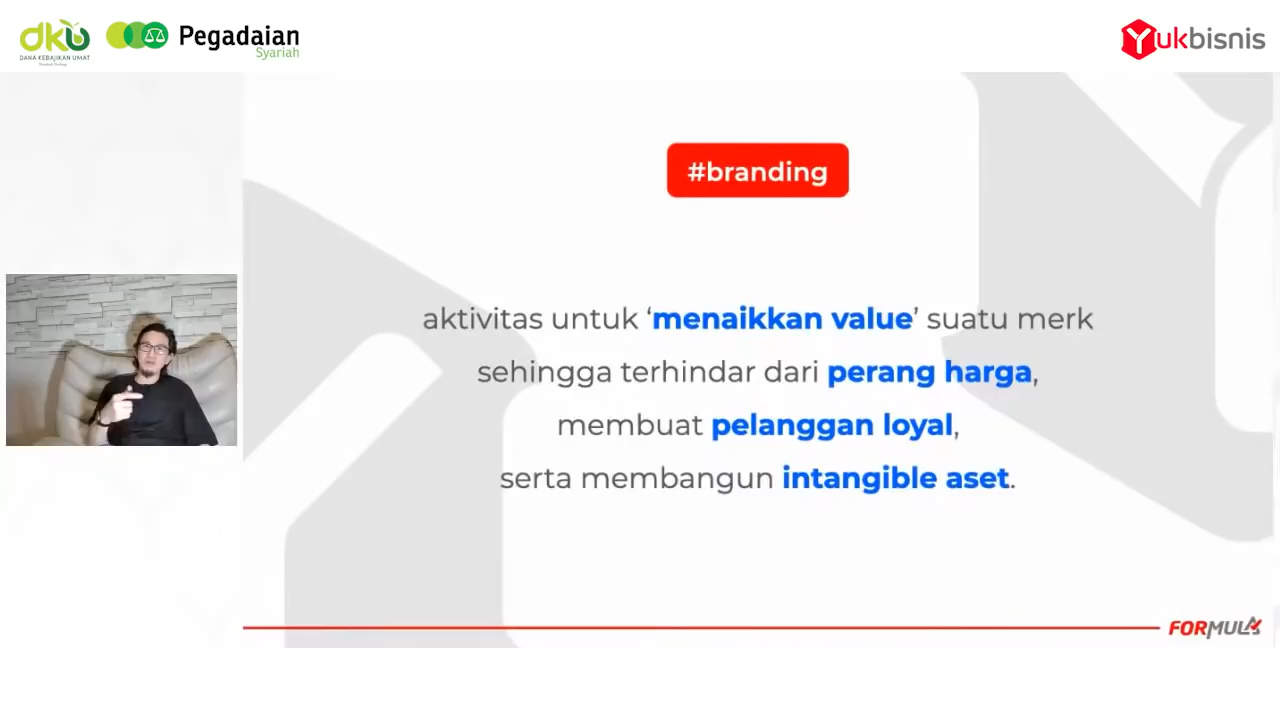 dku
DANA KEBAJIKAN UMAT
Pegadaian
Syariah
Yukbisnis
#branding
aktivitas untuk ‘menaikkan value’ suatu merk
sehingga terhindar dari perang harga,
membuat pelanggan loyal,
serta membangun intangible aset.
FORMULA